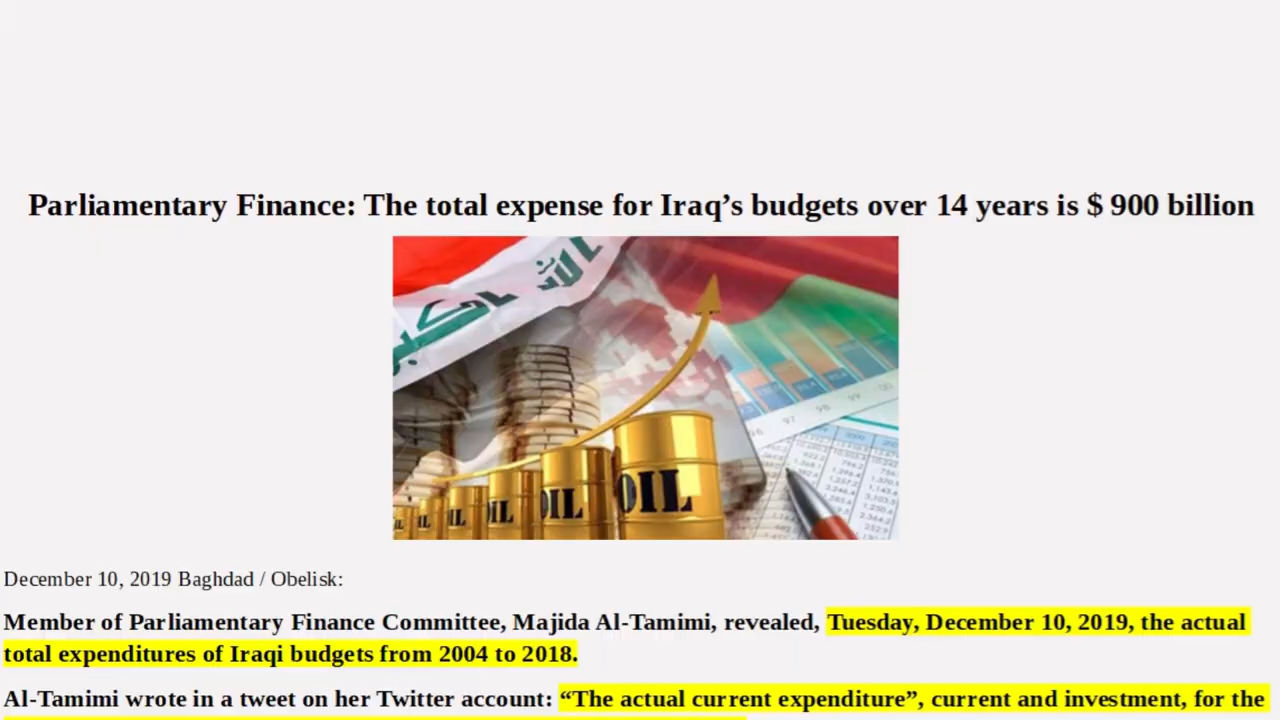 Parliamentary Finance: The total expense for Iraq’s budgets over 14 years is $ 900 billion
OIL
OIL
OIL
December 10, 2019 Baghdad / Obelisk:
Member of Parliamentary Finance Committee, Majida Al-Tamimi, revealed, Tuesday, December 10, 2019, the actual
total expenditures of Iraqi budgets from 2004 to 2018.
Al-Tamimi wrote in a tweet on her Twitter account: “The actual current expenditure”, current and investment, for the